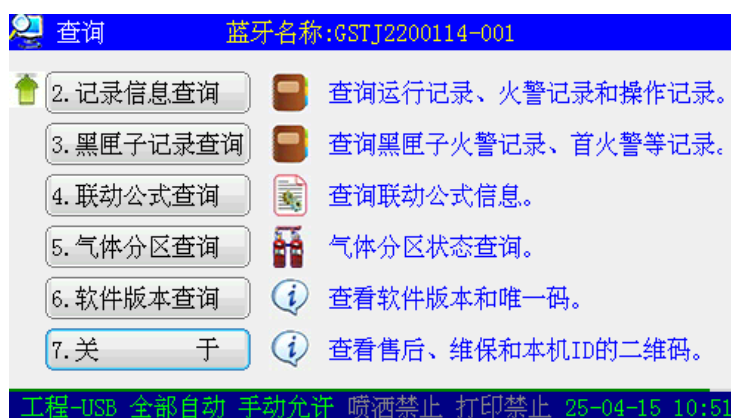 查询 蓝牙名称:GSTJ2200114-001
2.记录信息查询 查询运行记录、火警记录和操作记录。
3.黑匣子记录查询 查询黑匣子火警记录、首火警等记录。
4.联动公式查询 查询联动公式信息。
5.气体分区查询 气体分区状态查询。
6.软件版本查询 查看软件版本和唯一码。
7.关 于 查看售后、维保和本机ID的二维码。
工程-USB 全部自动 手动允许 喷洒禁止 打印禁止 25-04-15 10:51